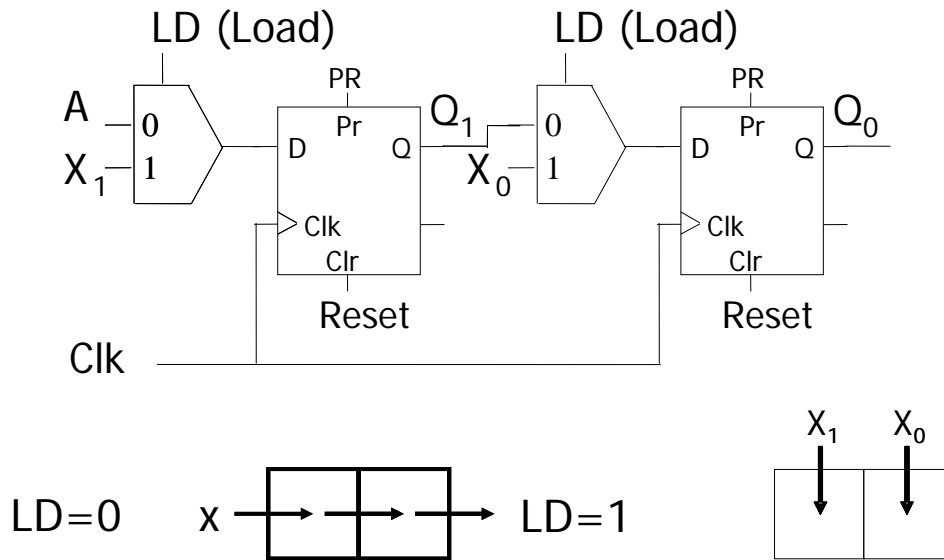 LD (Load) LD (Load)
PR PR
A 0 Pr Q₁ 0 Pr Q₀
D Q D Q
X₁ 1 X₀ 1
Clk Clk
Clr Clr
Reset Reset
Clk
X₁ X₀
LD=0 x LD=1